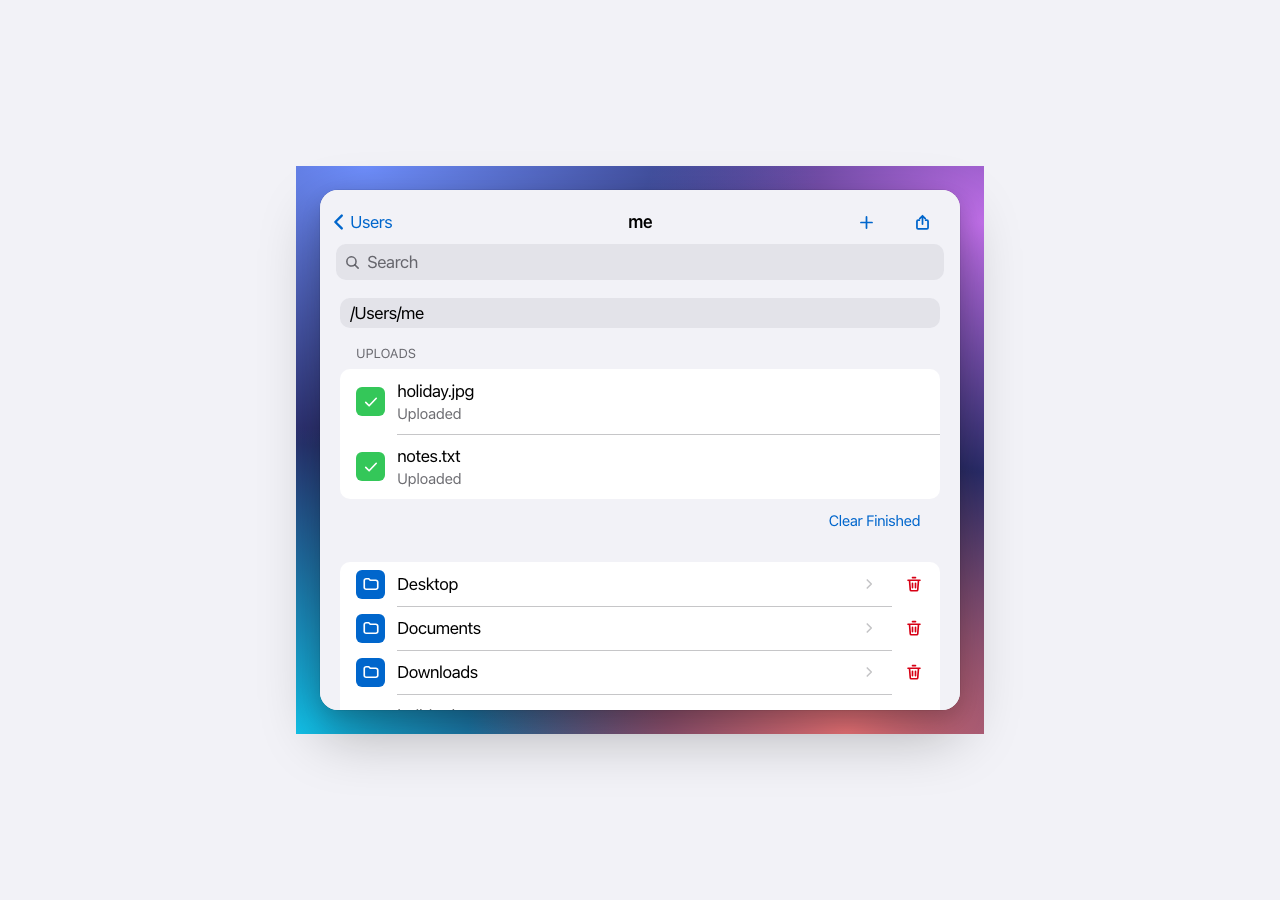 Users
me
Search
/Users/me
UPLOADS
holiday.jpg
Uploaded
notes.txt
Uploaded
Clear Finished
Desktop
Documents
Downloads